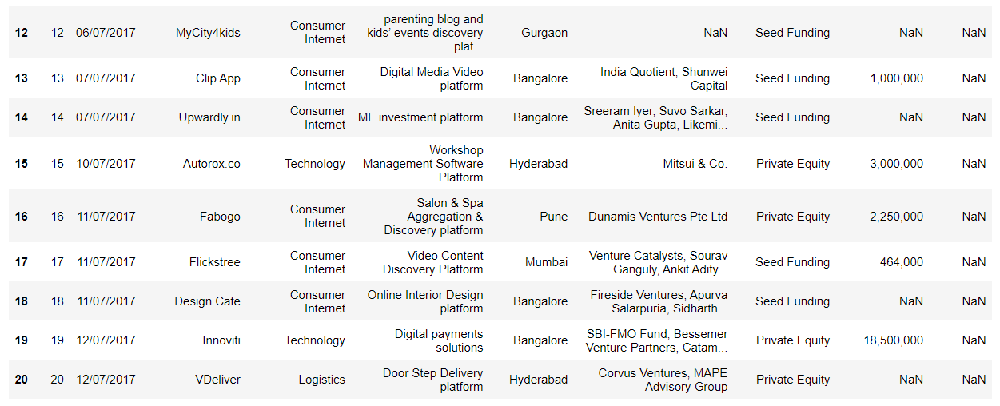 parenting blog and
12 12 06/07/2017 MyCity4kids Consumer Internet kids’ events discovery Gurgaon NaN Seed Funding NaN NaN
plat...
13 13 07/07/2017 Clip App Consumer Digital Media Video Bangalore India Quotient, Shunwei Seed Funding 1,000,000 NaN
Internet platform Capital
14 14 07/07/2017 Upwardly.in Consumer MF investment platform Bangalore Sreeram Iyer, Suvo Sarkar, Seed Funding NaN NaN
Internet Anita Gupta, Likemi...
Workshop
15 15 10/07/2017 Autorox.co Technology Management Software Hyderabad Mitsui & Co. Private Equity 3,000,000 NaN
Platform
Salon & Spa
16 16 11/07/2017 Fabogo Consumer Internet Aggregation & Pune Dunamis Ventures Pte Ltd Private Equity 2,250,000 NaN
Discovery platform
17 17 11/07/2017 Flickstree Consumer Video Content Mumbai Venture Catalysts, Sourav Seed Funding 464,000 NaN
Internet Discovery Platform Ganguly, Ankit Adity...
18 18 11/07/2017 Design Cafe Consumer Online Interior Design Bangalore Fireside Ventures, Apurva Seed Funding NaN NaN
Internet platform Salarpuria, Sidharth...
19 19 12/07/2017 Innoviti Technology Digital payments Bangalore SBI-FMO Fund, Bessemer Private Equity 18,500,000 NaN
solutions Venture Partners, Catam...
20 20 12/07/2017 VDeliver Logistics Door Step Delivery Hyderabad Corvus Ventures, MAPE Private Equity NaN NaN
platform Advisory Group